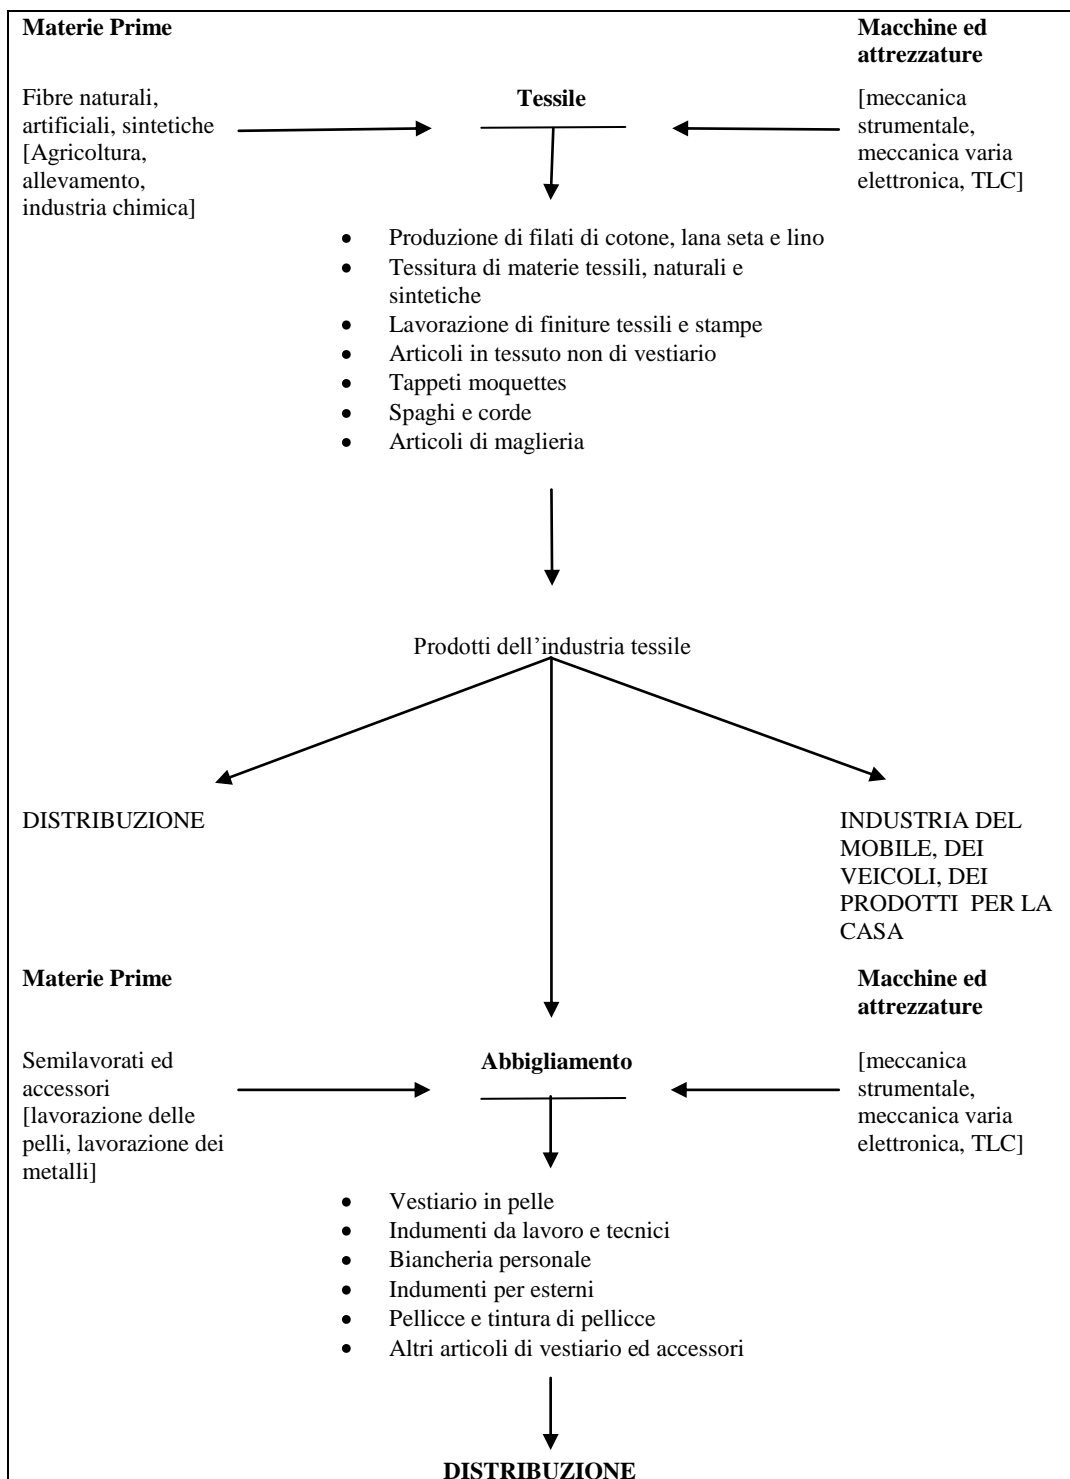 Materie Prime
Macchine ed
attrezzature
Fibre naturali,
artificiali, sintetiche
[Agricoltura,
allevamento,
industria chimica]
Tessile
[meccanica
strumentale,
meccanica varia
elettronica, TLC]
• Produzione di filati di cotone, lana seta e lino
• Tessitura di materie tessili, naturali e
sintetiche
• Lavorazione di finiture tessili e stampe
• Articoli in tessuto non di vestiario
• Tappeti moquettes
• Spaghi e corde
• Articoli di maglieria
Prodotti dell’industria tessile
DISTRIBUZIONE
INDUSTRIA DEL
MOBILE, DEI
VEICOLI, DEI
PRODOTTI PER LA
CASA
Materie Prime
Macchine ed
attrezzature
Semilavorati ed
accessori
[lavorazione delle
pelli, lavorazione dei
metalli]
Abbigliamento
[meccanica
strumentale,
meccanica varia
elettronica, TLC]
• Vestiario in pelle
• Indumenti da lavoro e tecnici
• Biancheria personale
• Indumenti per esterni
• Pellicce e tintura di pellicce
• Altri articoli di vestiario ed accessori
DISTRIBUZIONE